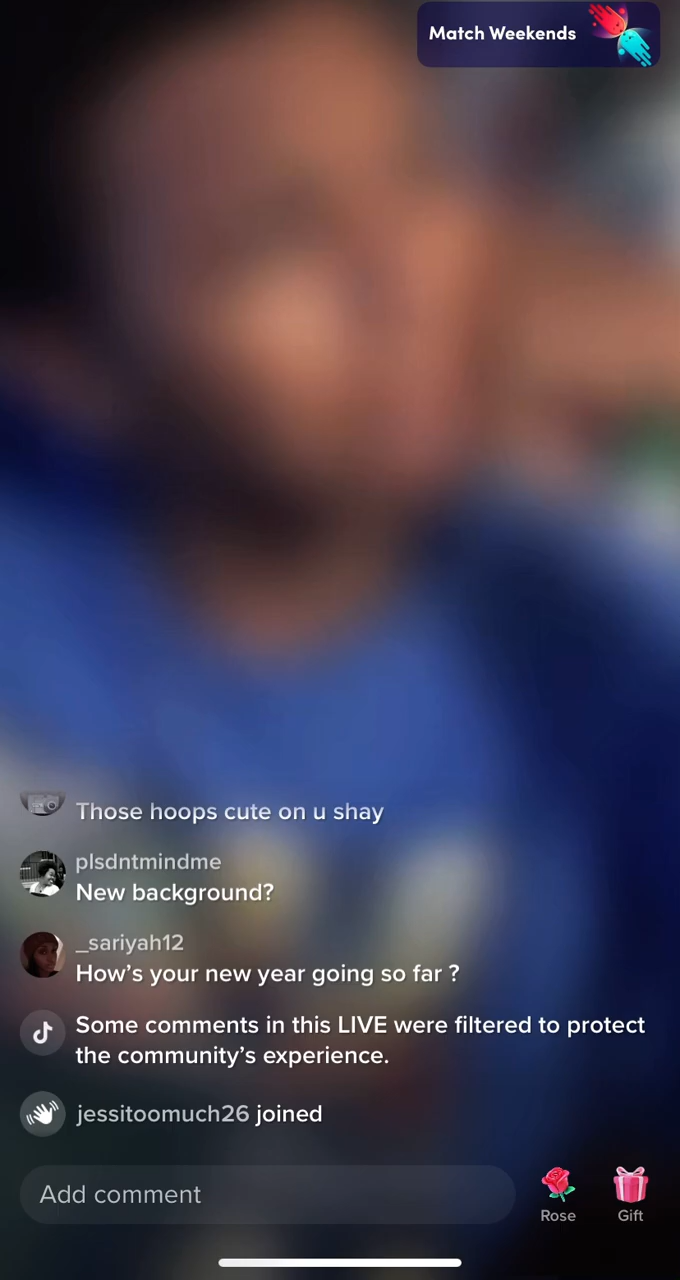 Match Weekends
Those hoops cute on u shay
plsdntmindme
New background?
_sariyah12
How's your new year going so far ?
Some comments in this LIVE were filtered to protect
the community's experience.
jessitoomuch26 joined
Add comment
Rose
Gift